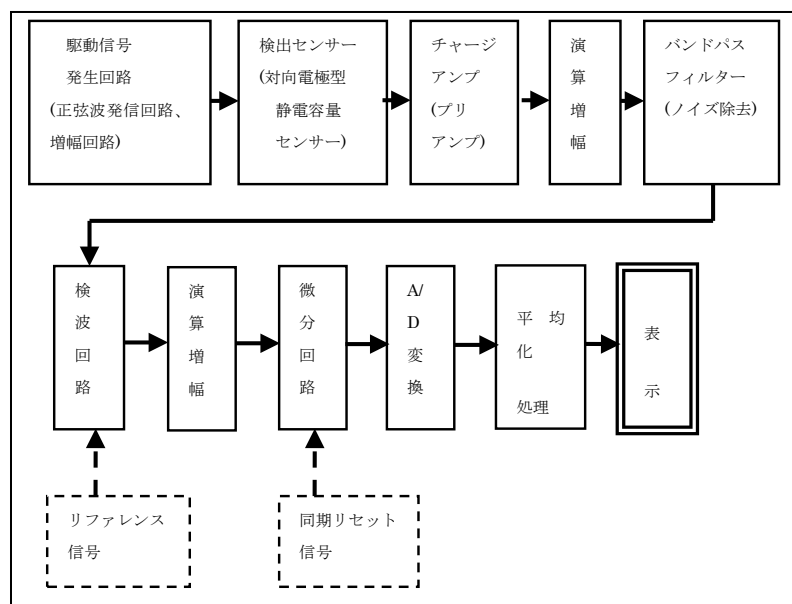 駆動信号
発生回路
(正弦波発信回路、
増幅回路)
検出センサー
(対向電極型
静電容量
センサー)
チャージ
アンプ
(プリ
アンプ)
演
算
増
幅
バンドパス
フィルター
(ノイズ除去)
検
波
回
路
演
算
増
幅
微
分
回
路
A/
D
変
換
平 均
化
処理
表
示
リファレンス
信号
同期リセット
信号